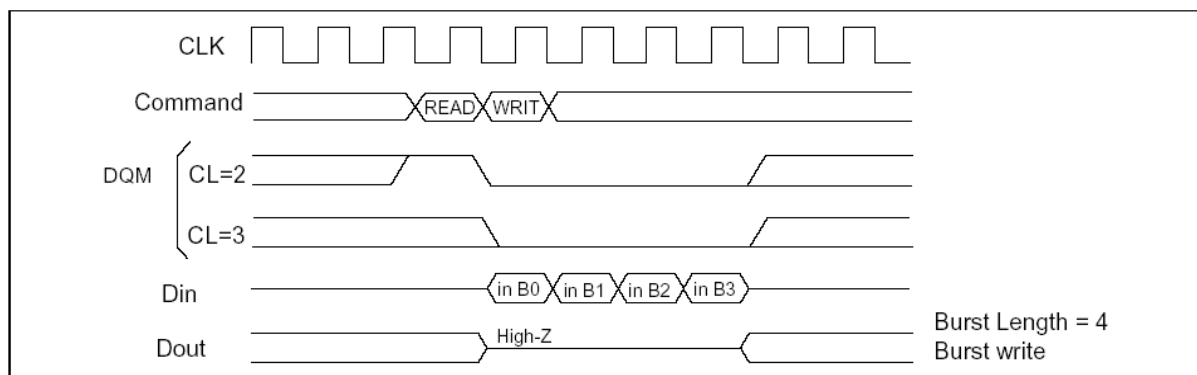 CLK
Command
READ WRIT
DQM
CL=2
CL=3
Din
in B0 in B1 in B2 in B3
High-Z
Dout
Burst Length = 4
Burst write